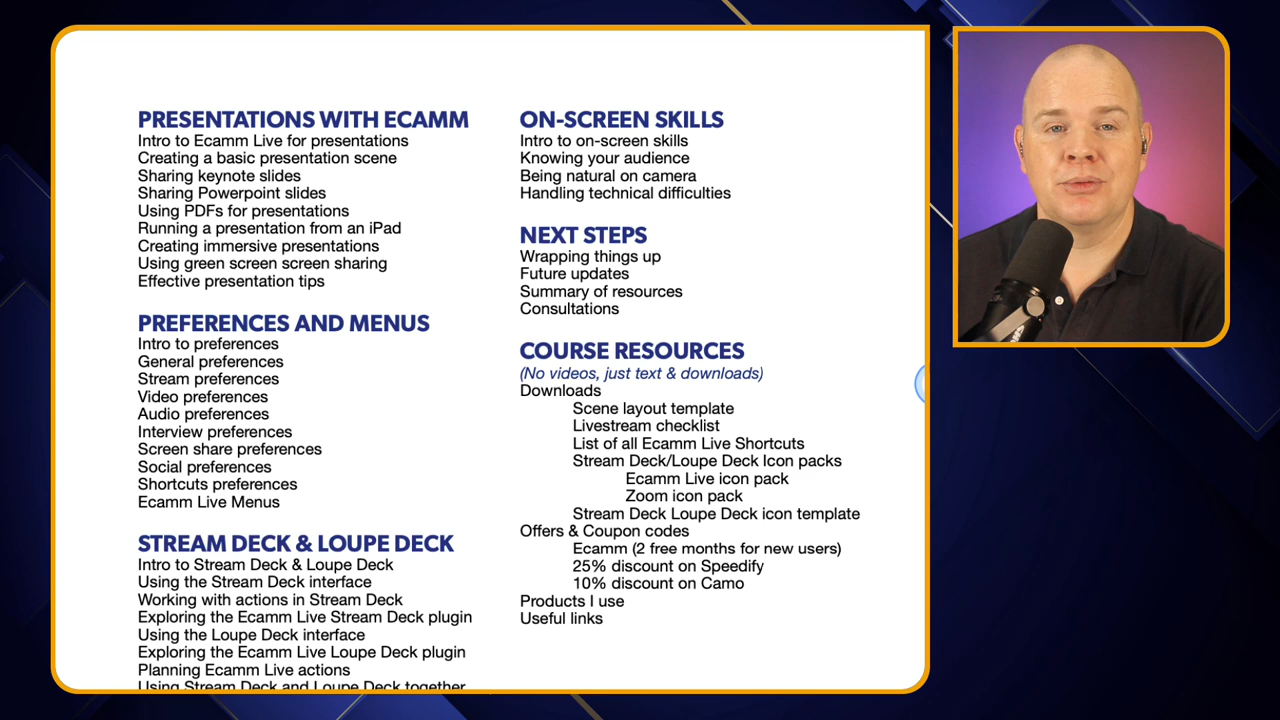 PRESENTATIONS WITH ECAMM
Intro to Ecamm Live for presentations
Creating a basic presentation scene
Sharing keynote slides
Sharing Powerpoint slides
Using PDFs for presentations
Running a presentation from an iPad
Creating immersive presentations
Using green screen screen sharing
Effective presentation tips
PREFERENCES AND MENUS
Intro to preferences
General preferences
Stream preferences
Video preferences
Audio preferences
Interview preferences
Screen share preferences
Social preferences
Shortcuts preferences
Ecamm Live Menus
STREAM DECK & LOUPE DECK
Intro to Stream Deck & Loupe Deck
Using the Stream Deck interface
Working with actions in Stream Deck
Exploring the Ecamm Live Stream Deck plugin
Using the Loupe Deck interface
Exploring the Ecamm Live Loupe Deck plugin
Planning Ecamm Live actions
Using Stream Deck and Loupe Deck together
ON-SCREEN SKILLS
Intro to on-screen skills
Knowing your audience
Being natural on camera
Handling technical difficulties
NEXT STEPS
Wrapping things up
Future updates
Summary of resources
Consultations
COURSE RESOURCES
(No videos, just text & downloads)
Downloads
Scene layout template
Livestream checklist
List of all Ecamm Live Shortcuts
Stream Deck/Loupe Deck Icon packs
Ecamm Live icon pack
Zoom icon pack
Stream Deck Loupe Deck icon template
Offers & Coupon codes
Ecamm (2 free months for new users)
25% discount on Speedify
10% discount on Camo
Products I use
Useful links